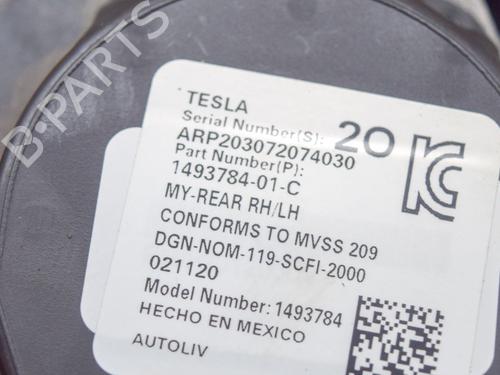 B-PARTS
TESLA
Serial Number(S): 20
ARP203072074030
Part Number(P):
1493784-01-C
MY-REAR RH/LH
CONFORMS TO MVSS 209
DGN-NOM-119-SCFI-2000
021120
Model Number: 1493784
HECHO EN MEXICO
AUTOLIV